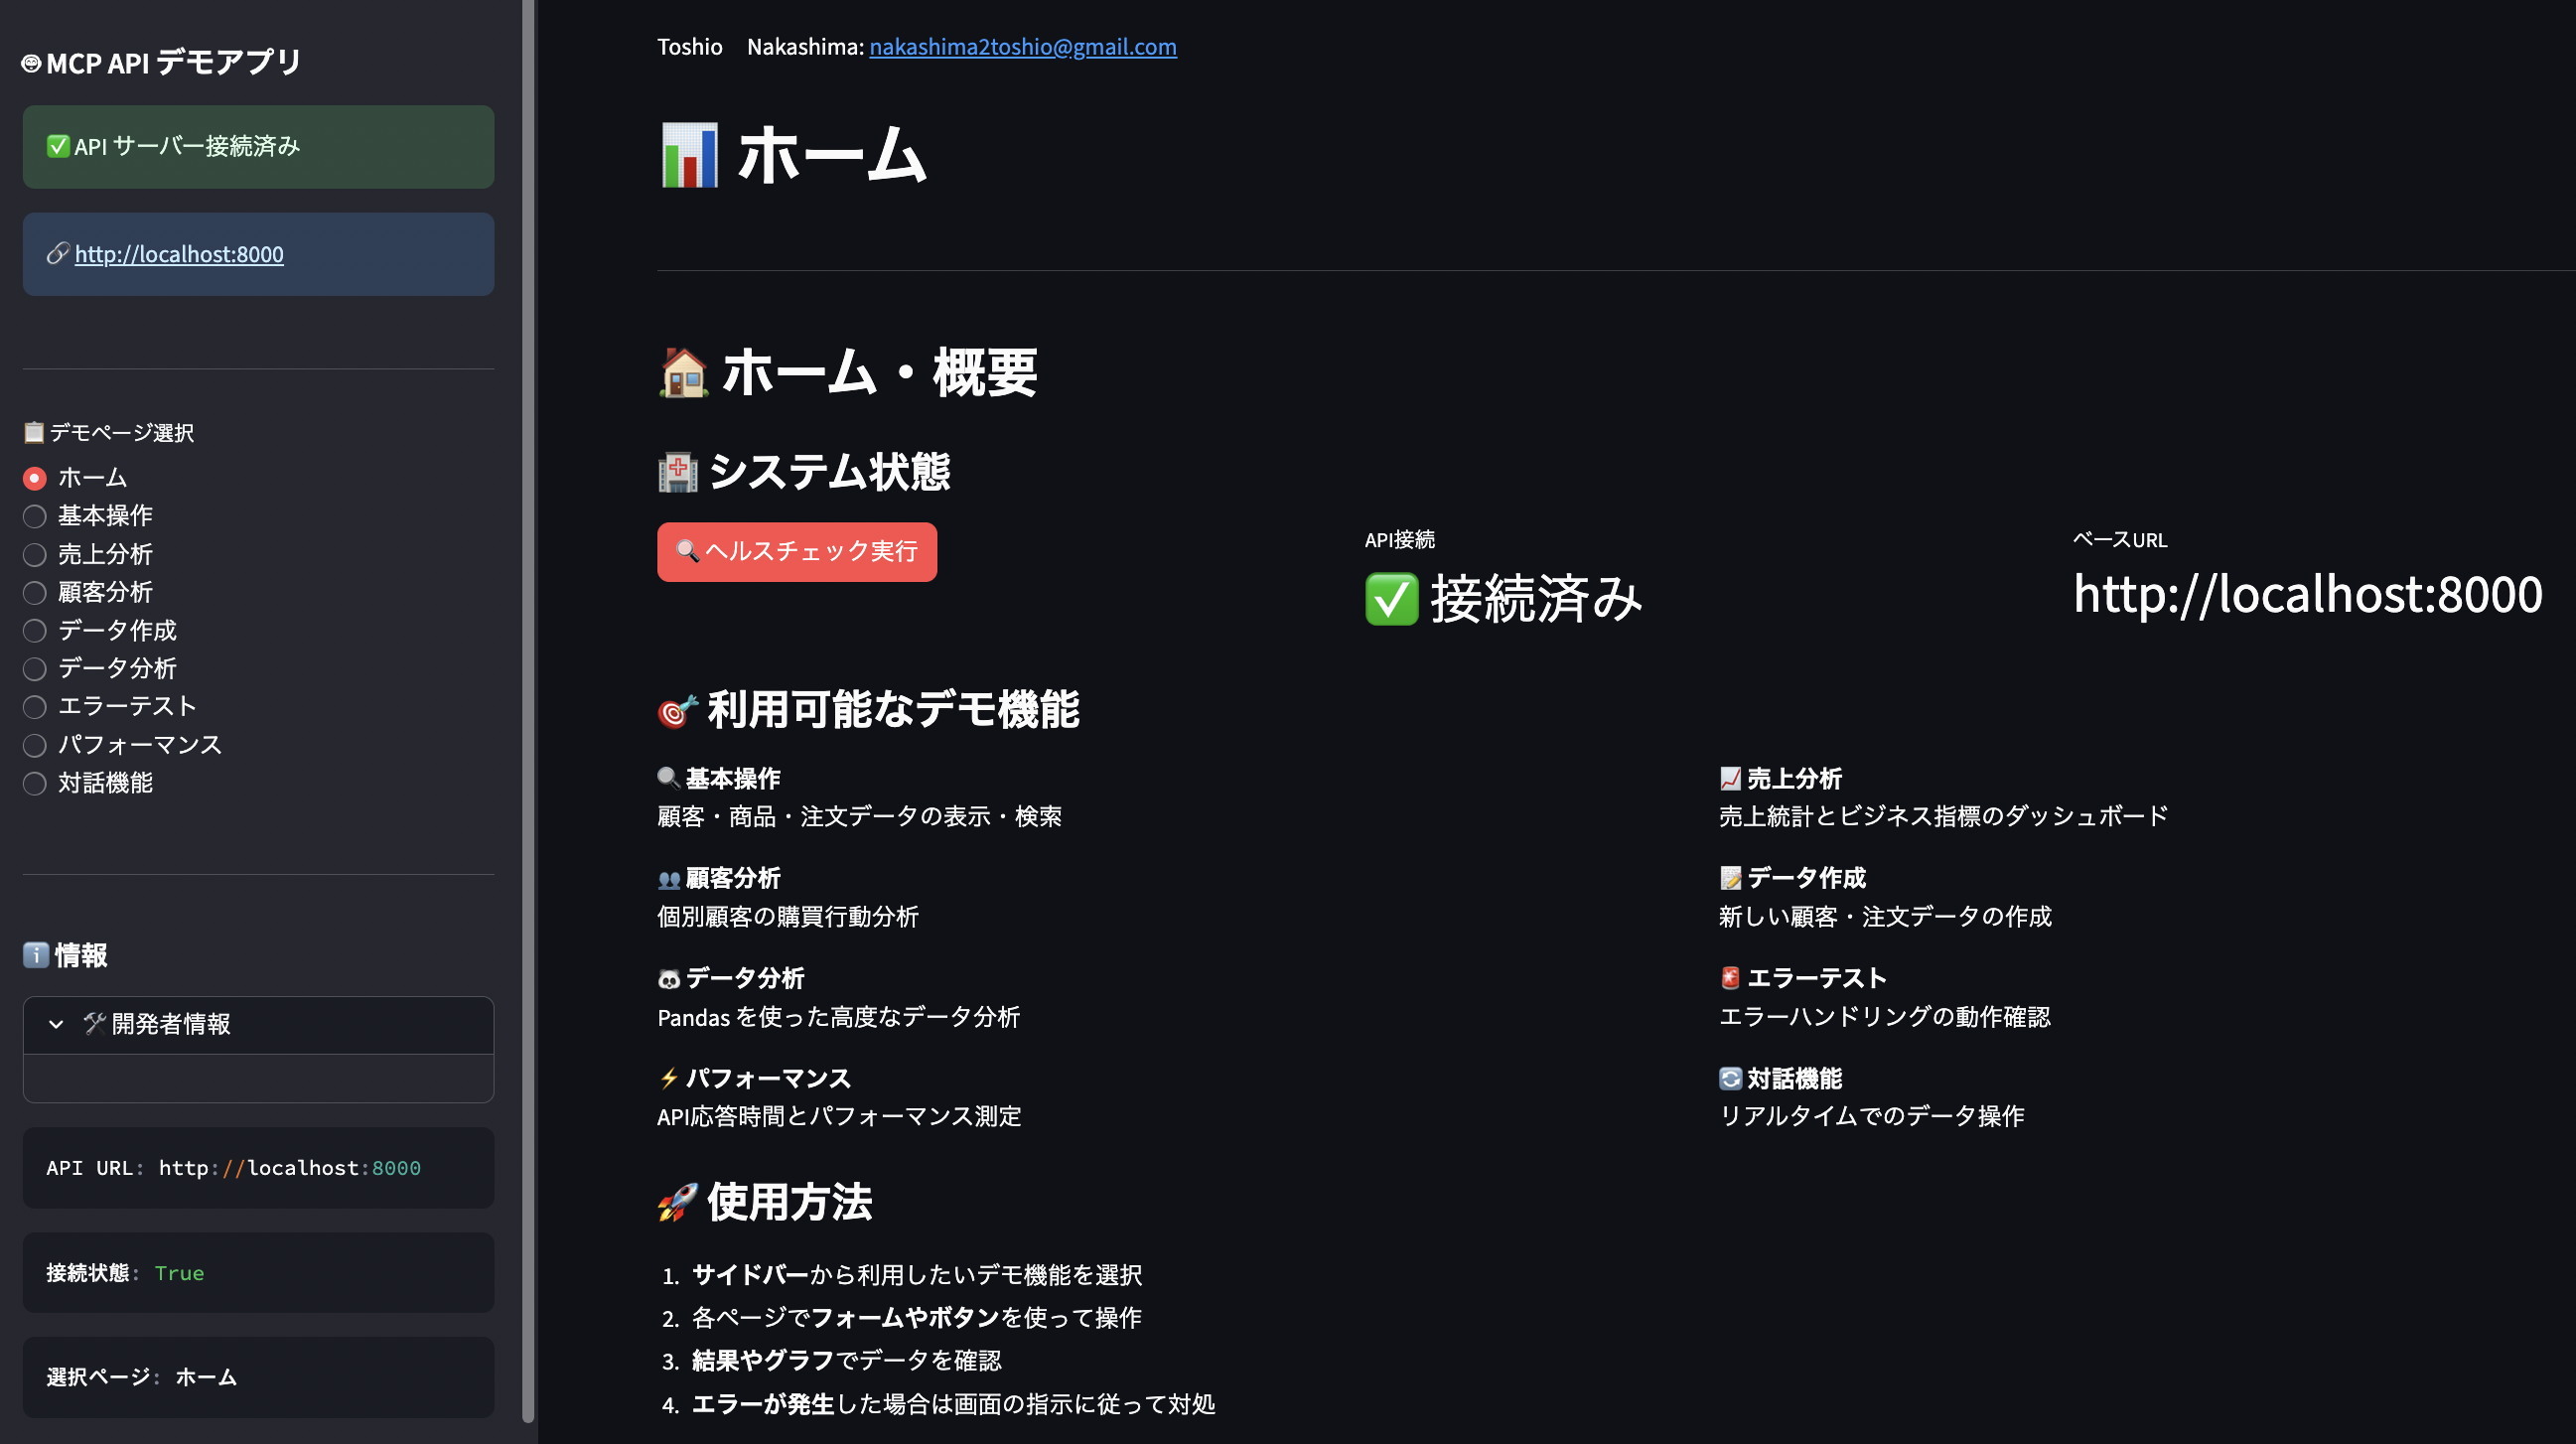 MCP API デモアプリ
API サーバー接続済み
http://localhost:8000
デモページ選択
ホーム
基本操作
売上分析
顧客分析
データ作成
データ分析
エラーテスト
パフォーマンス
対話機能
情報
開発者情報
API URL: http://localhost:8000
接続状態: True
選択ページ: ホーム
Toshio Nakashima: nakashima2toshio@gmail.com
ホーム
ホーム・概要
システム状態
ヘルスチェック実行
API接続
接続済み
ベースURL
http://localhost:8000
利用可能なデモ機能
基本操作
顧客・商品・注文データの表示・検索
顧客分析
個別顧客の購買行動分析
データ分析
Pandas を使った高度なデータ分析
パフォーマンス
API応答時間とパフォーマンス測定
売上分析
売上統計とビジネス指標のダッシュボード
データ作成
新しい顧客・注文データの作成
エラーテスト
エラーハンドリングの動作確認
対話機能
リアルタイムでのデータ操作
使用方法
1. サイドバーから利用したいデモ機能を選択
2. 各ページでフォームやボタンを使って操作
3. 結果やグラフでデータを確認
4. エラーが発生した場合は画面の指示に従って対処